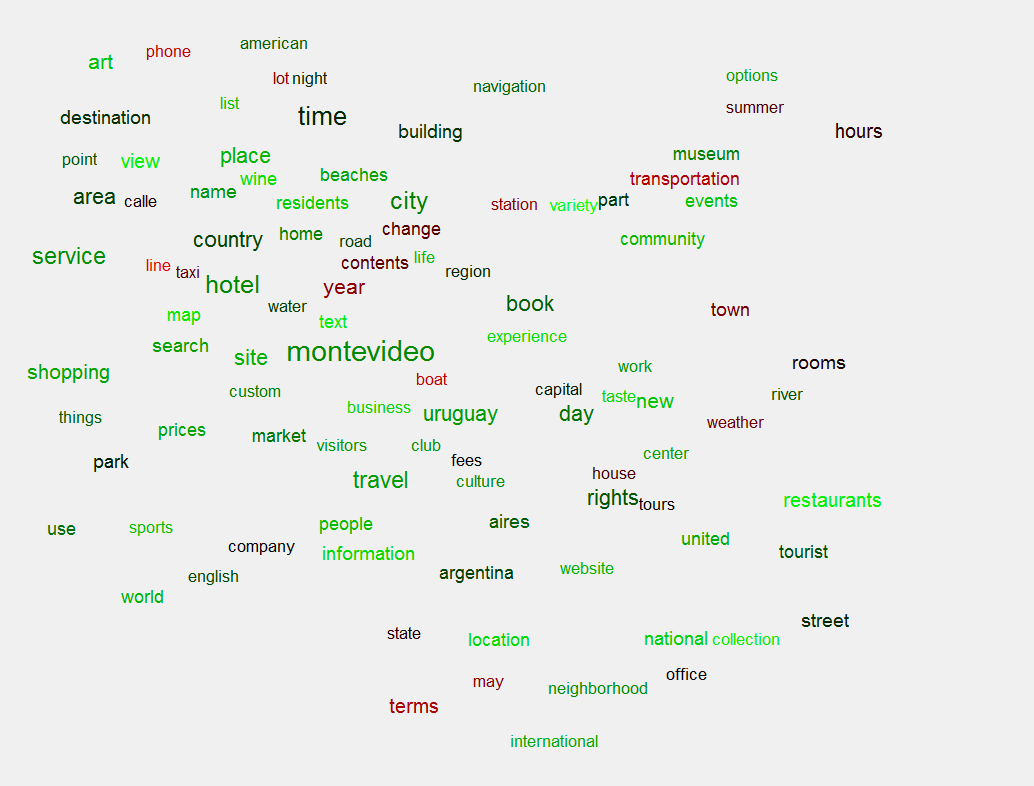 american
art phone
lot night
navigation options
list summer
destination time
building hours
point view place museum
wine beaches transportation
area calle name residents city station variety part events
country home road change community
service line taxi contents life region
hotel year
water book town
map text
search site montevideo experience
shopping work rooms
custom boat capital river
things business uruguay day taste new weather
prices market visitors club
park fees center
travel culture house
rights tours restaurants
use sports people aires
company information united tourist
english argentina website
world
street
state location national collection
may neighborhood office
terms
international